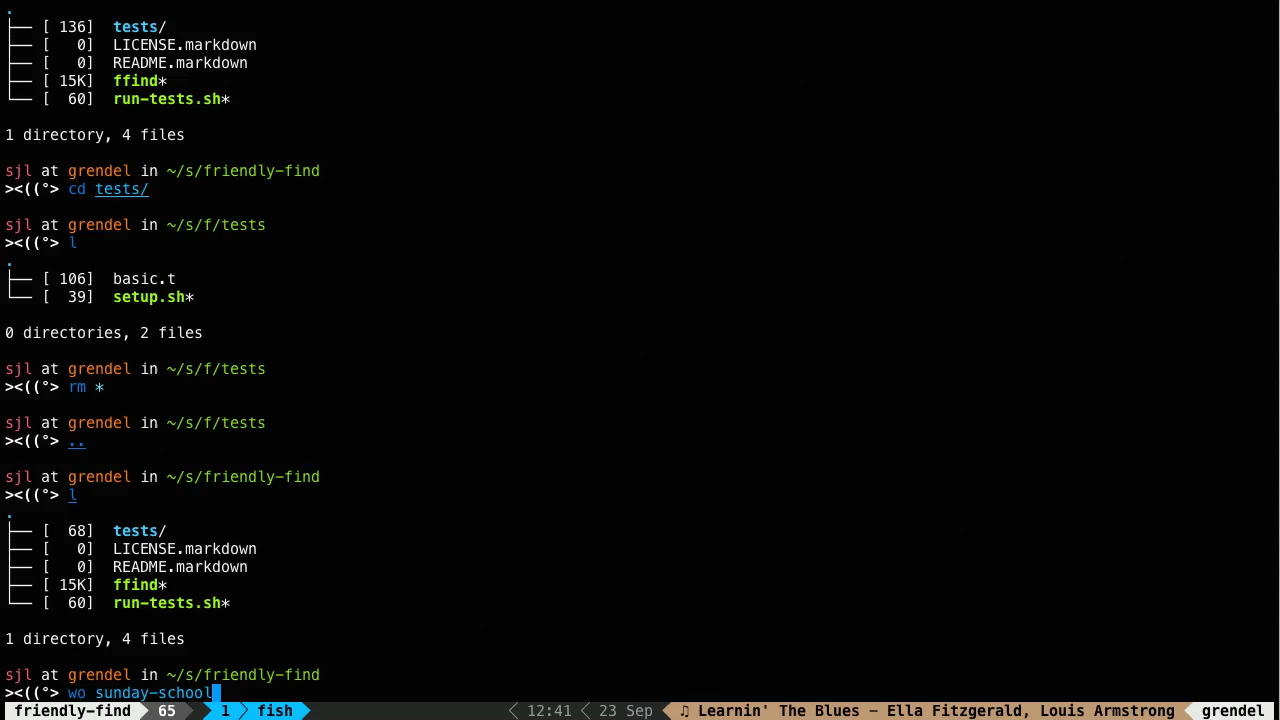 .
├── [ 136]  tests/
├── [   0]  LICENSE.markdown
├── [   0]  README.markdown
├── [ 15K]  ffind*
└── [  60]  run-tests.sh*
1 directory, 4 files
sjl at grendel in ~/s/friendly-find
><((°> cd tests/
sjl at grendel in ~/s/f/tests
><((°> l
.
├── [ 106]  basic.t
└── [  39]  setup.sh*
0 directories, 2 files
sjl at grendel in ~/s/f/tests
><((°> rm *
sjl at grendel in ~/s/f/tests
><((°> ..
sjl at grendel in ~/s/friendly-find
><((°> l
.
├── [  68]  tests/
├── [   0]  LICENSE.markdown
├── [   0]  README.markdown
├── [ 15K]  ffind*
└── [  60]  run-tests.sh*
1 directory, 4 files
sjl at grendel in ~/s/friendly-find
><((°> wo sunday-school
friendly-find 65 1 fish 12:41 23 Sep ♫ Learnin' The Blues — Ella Fitzgerald, Louis Armstrong grendel